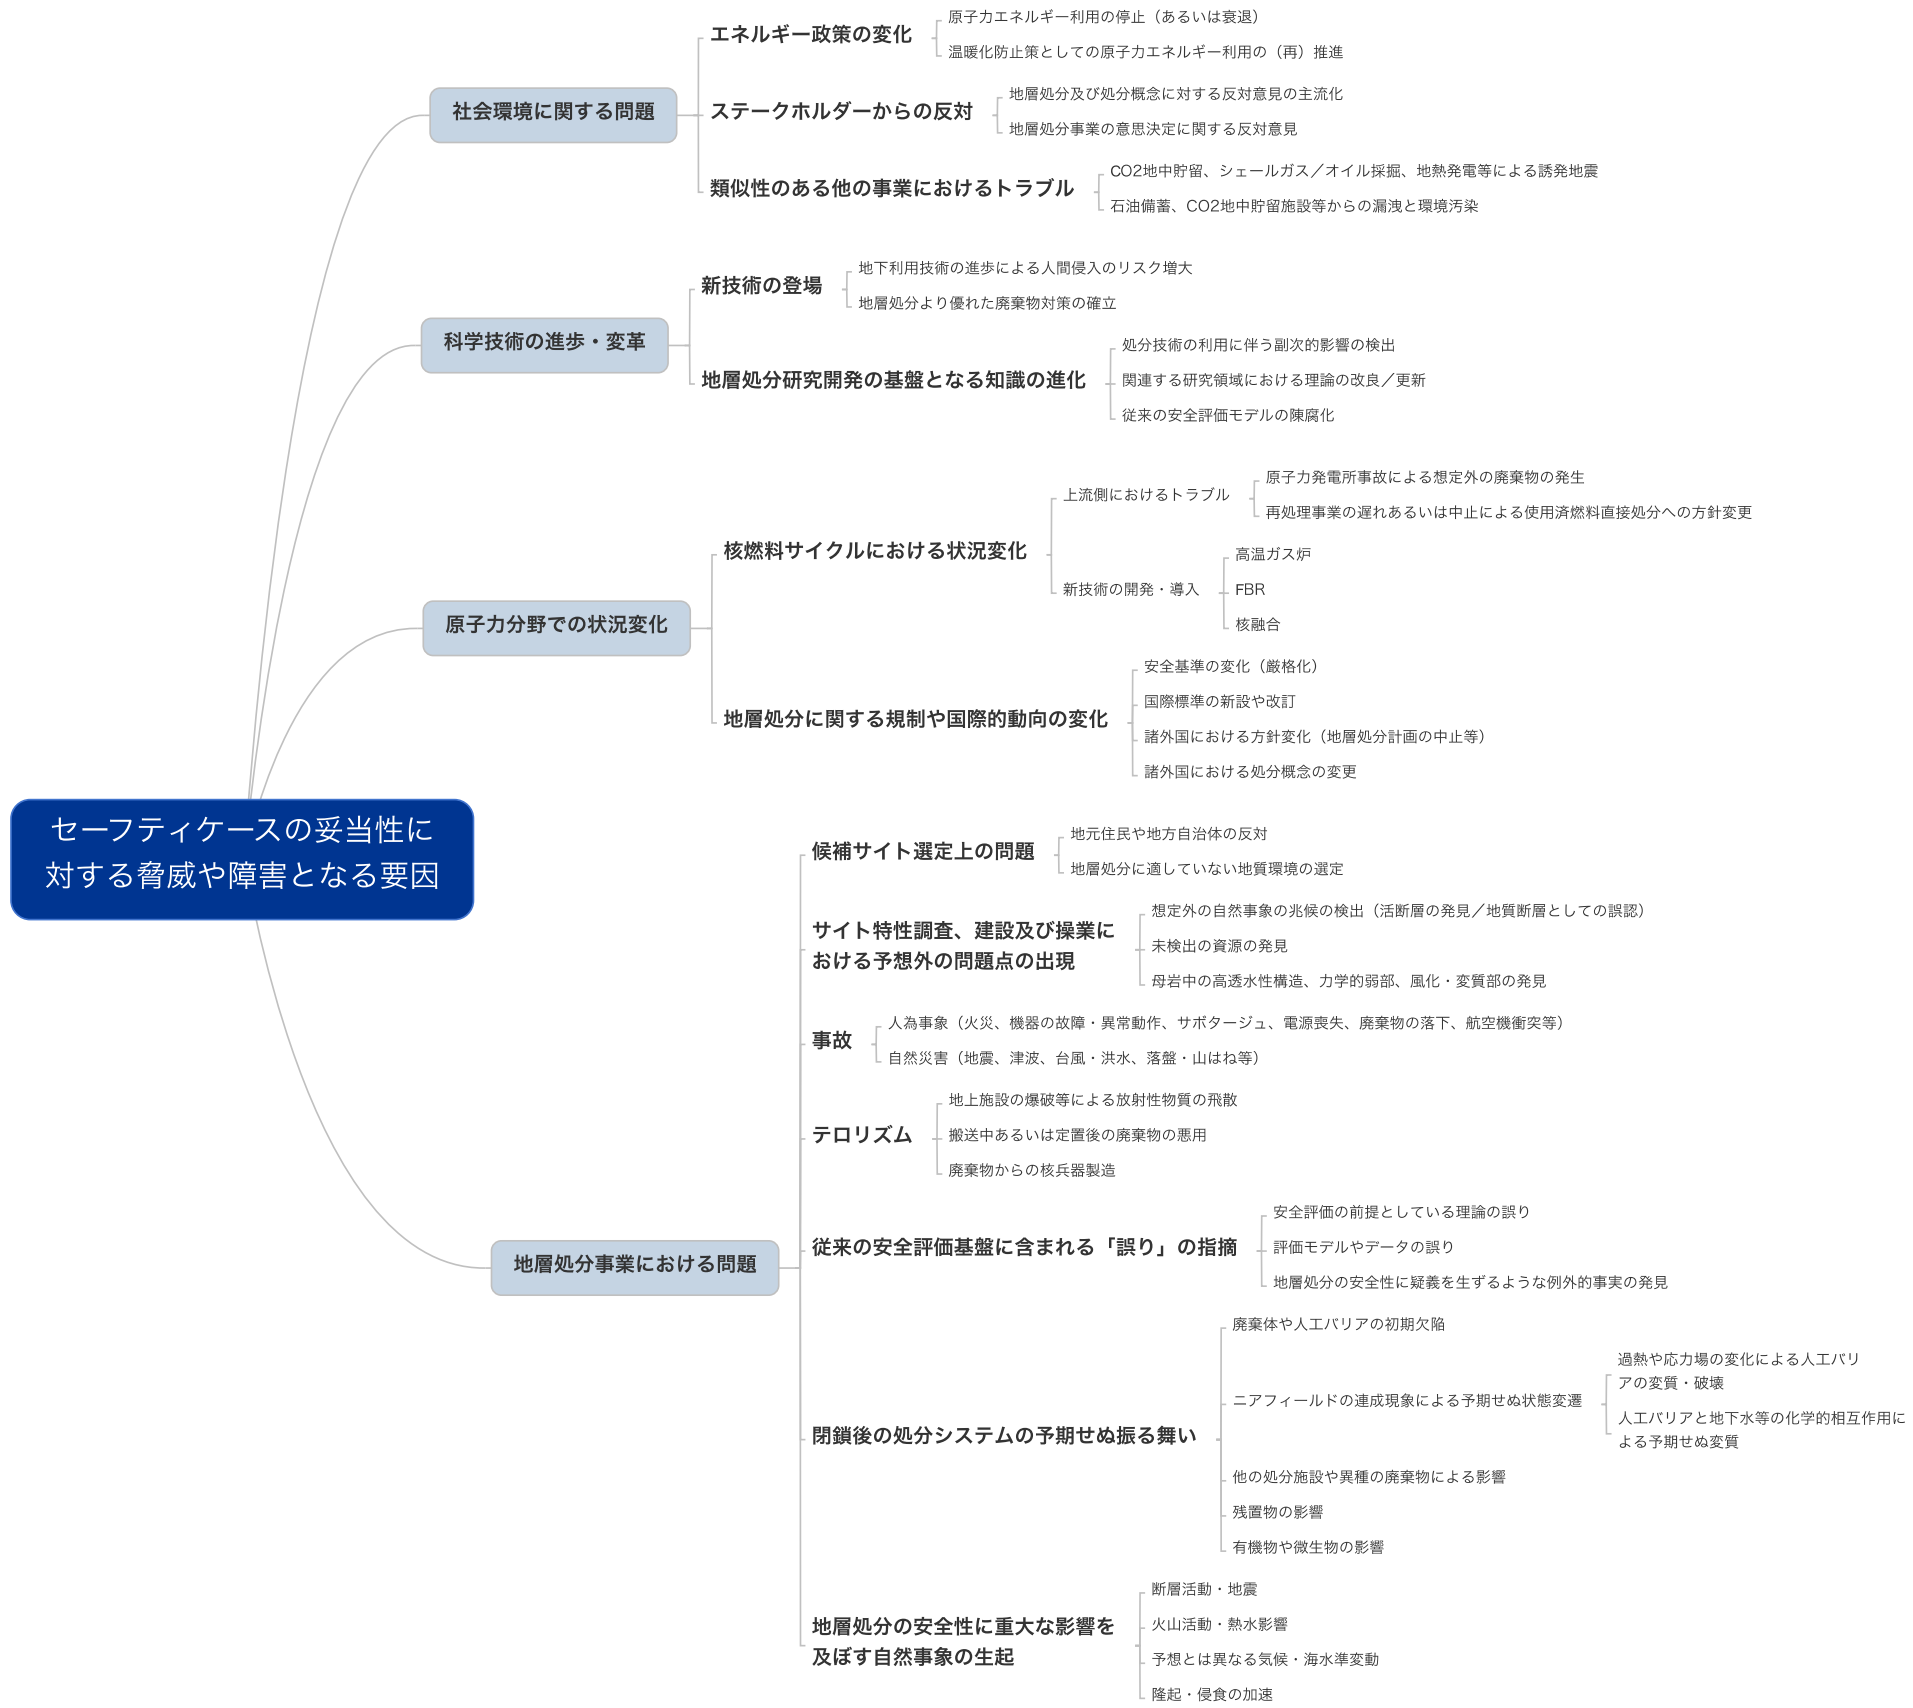 セーフティケースの妥当性に
対する脅威や障害となる要因
社会環境に関する問題
エネルギー政策の変化
原子力エネルギー利用の停止（あるいは衰退）
温暖化防止策としての原子力エネルギー利用の（再）推進
ステークホルダーからの反対
地層処分及び処分概念に対する反対意見の主流化
地層処分事業の意思決定に関する反対意見
類似性のある他の事業におけるトラブル
CO2地中貯留、シェールガス／オイル採掘、地熱発電等による誘発地震
石油備蓄、CO2地中貯留施設等からの漏洩と環境汚染
科学技術の進歩・変革
新技術の登場
地下利用技術の進歩による人間侵入のリスク増大
地層処分より優れた廃棄物対策の確立
地層処分研究開発の基盤となる知識の進化
処分技術の利用に伴う副次的影響の検出
関連する研究領域における理論の改良／更新
従来の安全評価モデルの陳腐化
原子力分野での状況変化
核燃料サイクルにおける状況変化
上流側におけるトラブル
原子力発電所事故による想定外の廃棄物の発生
再処理事業の遅れあるいは中止による使用済燃料直接処分への方針変更
新技術の開発・導入
高温ガス炉
FBR
核融合
地層処分に関する規制や国際的動向の変化
安全基準の変化（厳格化）
国際標準の新設や改訂
諸外国における方針変化（地層処分計画の中止等）
諸外国における処分概念の変更
地層処分事業における問題
候補サイト選定上の問題
地元住民や地方自治体の反対
地層処分に適していない地質環境の選定
サイト特性調査、建設及び操業に
おける予想外の問題点の出現
想定外の自然事象の兆候の検出（活断層の発見／地質断層としての誤認）
未検出の資源の発見
母岩中の高透水性構造、力学的弱部、風化・変質部の発見
事故
人為事象（火災、機器の故障・異常動作、サボタージュ、電源喪失、廃棄物の落下、航空機衝突等）
自然災害（地震、津波、台風・洪水、落盤・山はね等）
テロリズム
地上施設の爆破等による放射性物質の飛散
搬送中あるいは定置後の廃棄物の悪用
廃棄物からの核兵器製造
従来の安全評価基盤に含まれる「誤り」の指摘
安全評価の前提としている理論の誤り
評価モデルやデータの誤り
地層処分の安全性に疑義を生ずるような例外的事実の発見
閉鎖後の処分システムの予期せぬ振る舞い
廃棄体や人工バリアの初期欠陥
ニアフィールドの連成現象による予期せぬ状態変遷
過熱や応力場の変化による人工バリ
アの変質・破壊
人工バリアと地下水等の化学的相互作用に
よる予期せぬ変質
他の処分施設や異種の廃棄物による影響
残置物の影響
有機物や微生物の影響
地層処分の安全性に重大な影響を
及ぼす自然事象の生起
断層活動・地震
火山活動・熱水影響
予想とは異なる気候・海水準変動
隆起・侵食の加速